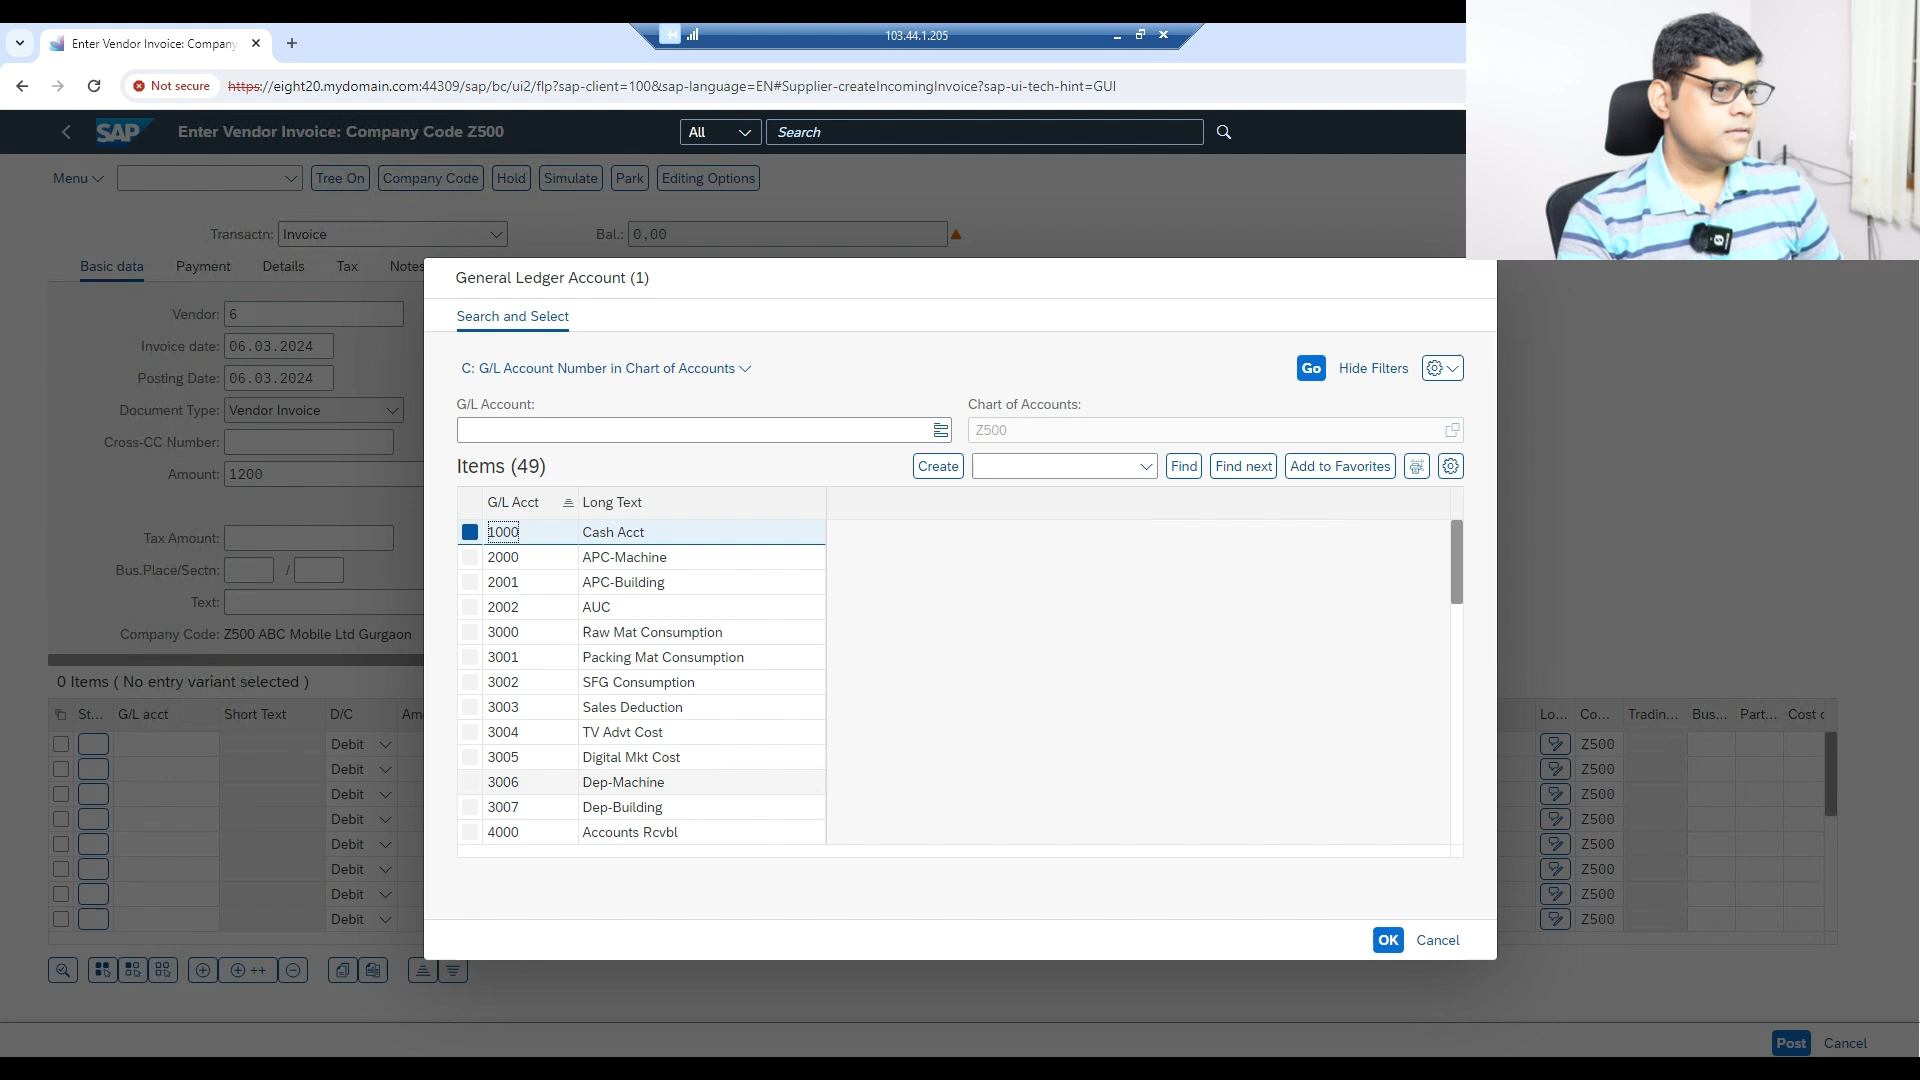 Enter Vendor Invoice: Company
103.44.1.205
Not secure
https://eight20.mydomain.com:44309/sap/bc/ui2/flp?sap-client=100&sap-language=EN#Supplier-createIncomingInvoice?sap-ui-tech-hint=GUI
SAP Enter Vendor Invoice: Company Code Z500 All Search
Menu Tree On Company Code Hold Simulate Park Editing Options
Transactn: Invoice Bal.: 0,00
Basic data Payment Details Tax Notes
General Ledger Account (1)
Search and Select
Vendor: 6
Invoice date: 06.03.2024
Posting Date: 06.03.2024
Document Type: Vendor Invoice
Cross-CC Number:
Amount: 1200
Tax Amount:
Bus.Place/Sectn: /
Text:
Company Code: Z500 ABC Mobile Ltd Gurgaon
C: G/L Account Number in Chart of Accounts
Go Hide Filters
G/L Account: Chart of Accounts:
Z500
Items (49) Create Find Find next Add to Favorites
G/L Acct Long Text
1000 Cash Acct
2000 APC-Machine
2001 APC-Building
2002 AUC
3000 Raw Mat Consumption
3001 Packing Mat Consumption
3002 SFG Consumption
3003 Sales Deduction
3004 TV Advt Cost
3005 Digital Mkt Cost
3006 Dep-Machine
3007 Dep-Building
4000 Accounts Rcvbl
OK Cancel
0 Items ( No entry variant selected )
St... G/L acct Short Text D/C Am Lo... Co... Tradin... Bus... Part... Cost c
Debit Z500
Debit Z500
Debit Z500
Debit Z500
Debit Z500
Debit Z500
Debit Z500
Debit Z500
++
Post Cancel